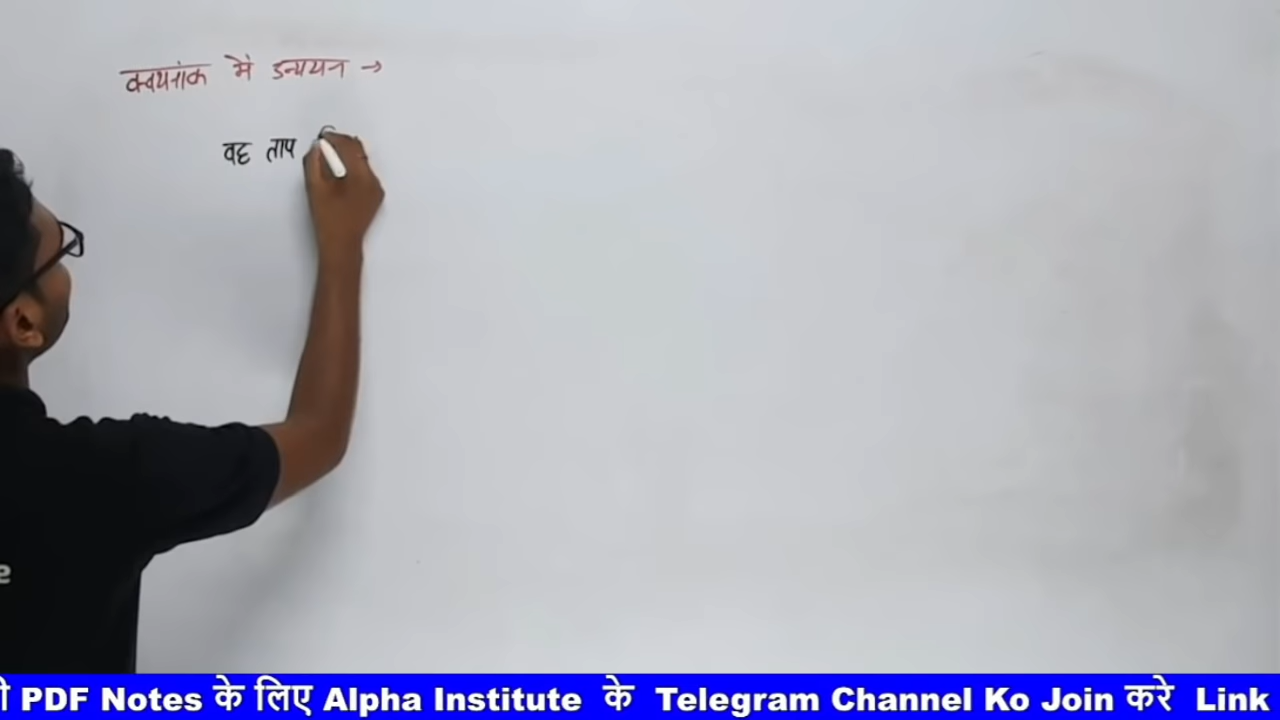 क्वथनांक में उन्नयन →
वह ताप
e
ी PDF Notes के लिए Alpha Institute के Telegram Channel Ko Join करे Link